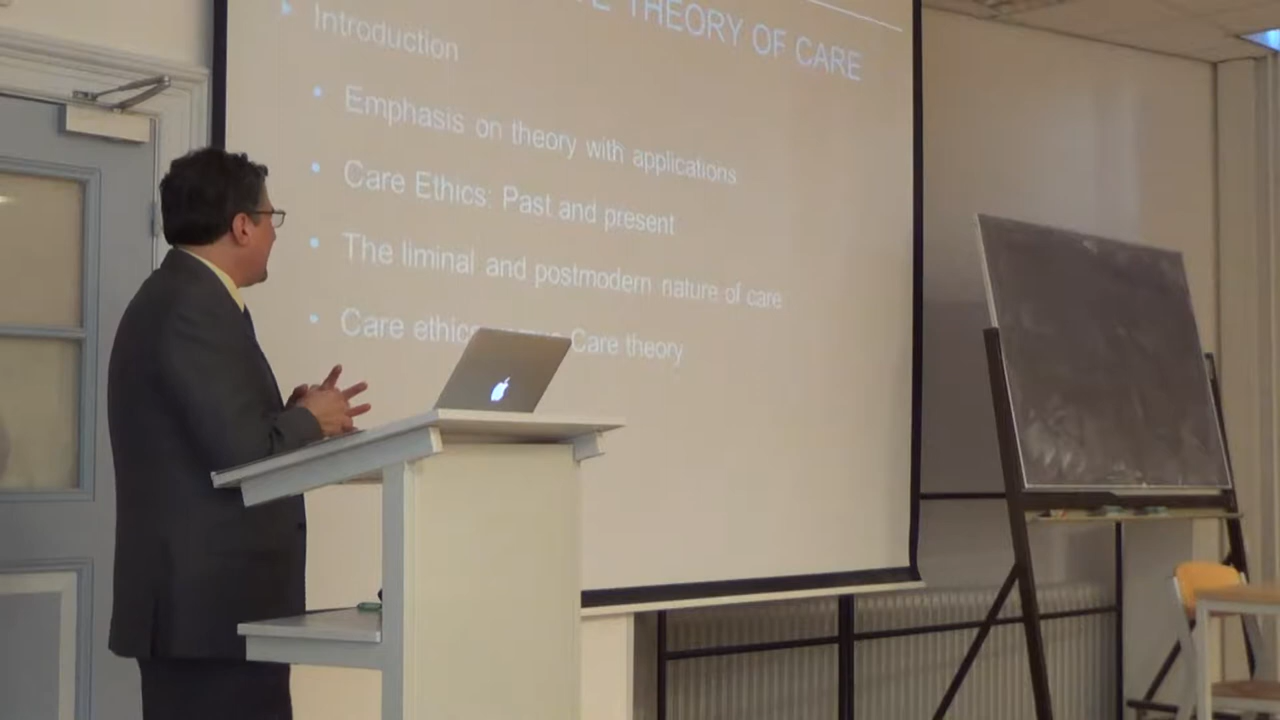 THEORY OF CARE
Introduction
• Emphasis on theory with applications
• Care Ethics: Past and present
• The liminal and postmodern nature of care
• Care ethics Care theory